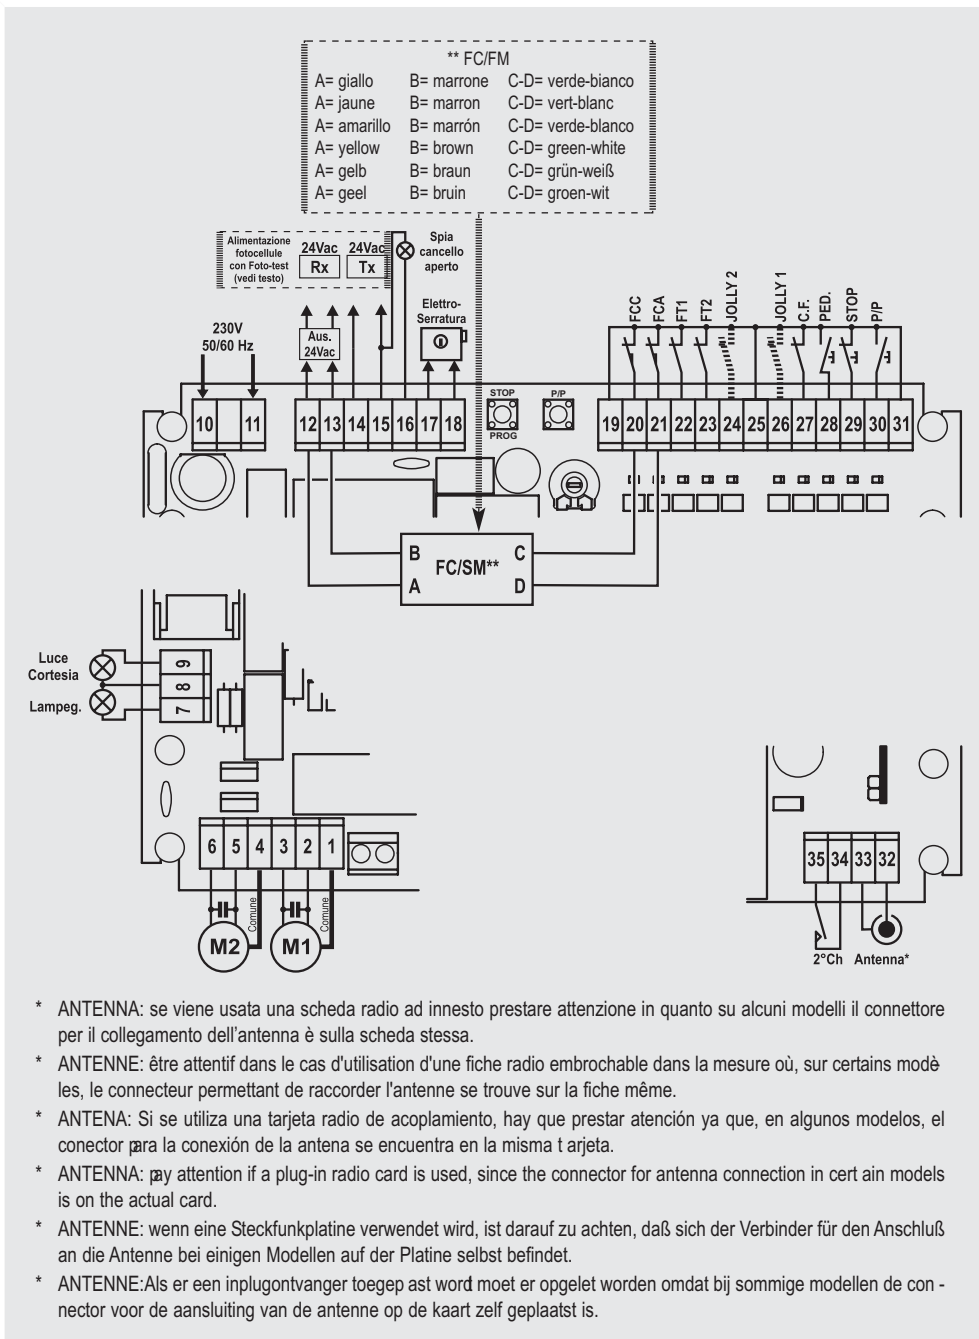 ** FC/FM
A= giallo B= marrone C-D= verde-bianco
A= jaune B= marron C-D= vert-blanc
A= amarillo B= marrón C-D= verde-blanco
A= yellow B= brown C-D= green-white
A= gelb B= braun C-D= grün-weiß
A= geel B= bruin C-D= groen-wit
Alimentazione
fotocellule
con Foto-test
(vedi testo)
24Vac 24Vac
Rx Tx
Spia
cancello
aperto
Elettro-
Serratura
Aus.
24Vac
230V
50/60 Hz
FCC FCA FT1 FT2 JOLLY 2 JOLLY 1 C.F. PED. STOP P/P
STOP
PROG
P/P
10 11 12 13 14 15 16 17 18 19 20 21 22 23 24 25 26 27 28 29 30 31
B C
FC/SM**
A D
Luce
Cortesia
Lampeg.
9
8
7
6 5 4 3 2 1
Comune Comune
M2 M1
35 34 33 32
2°Ch Antenna*
* ANTENNA: se viene usata una scheda radio ad innesto prestare attenzione in quanto su alcuni modelli il connettore
per il collegamento dell'antenna è sulla scheda stessa.
* ANTENNE: être attentif dans le cas d'utilisation d'une fiche radio embrochable dans la mesure où, sur certains modè-
les, le connecteur permettant de raccorder l'antenne se trouve sur la fiche même.
* ANTENA: Si se utiliza una tarjeta radio de acoplamiento, hay que prestar atención ya que, en algunos modelos, el
conector para la conexión de la antena se encuentra en la misma t arjeta.
* ANTENNA: pay attention if a plug-in radio card is used, since the connector for antenna connection in cert ain models
is on the actual card.
* ANTENNE: wenn eine Steckfunkplatine verwendet wird, ist darauf zu achten, daß sich der Verbinder für den Anschluß
an die Antenne bei einigen Modellen auf der Platine selbst befindet.
* ANTENNE:Als er een inplugontvanger toegep ast wordt moet er opgelet worden omdat bij sommige modellen de con -
nector voor de aansluiting van de antenne op de kaart zelf geplaatst is.